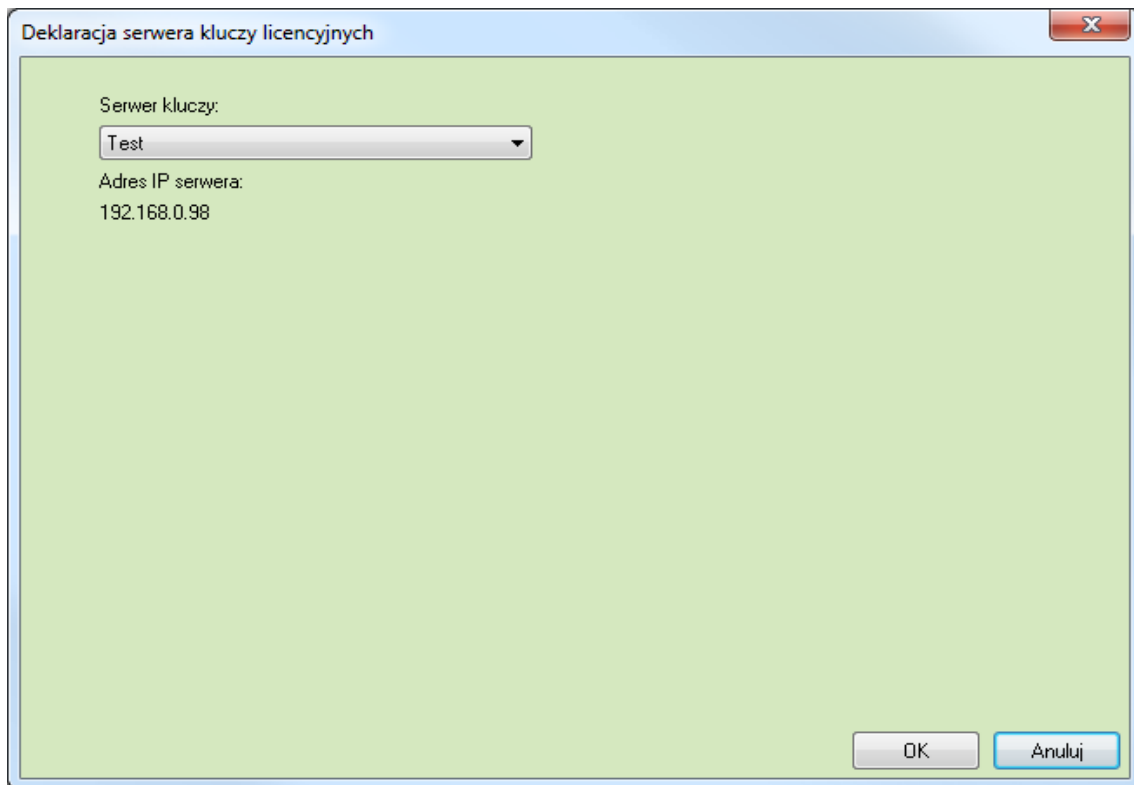 Deklaracja serwera kluczy licencyjnych
Serwer kluczy:
Test
Adres IP serwera:
192.168.0.98
OK
Anuluj